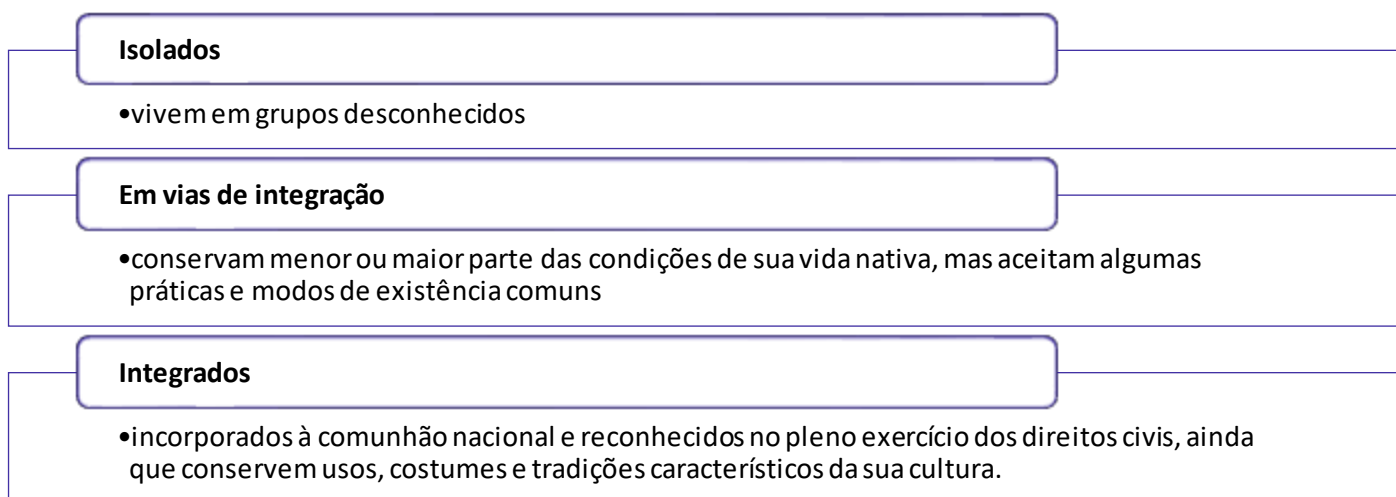 Isolados
•vivem em grupos desconhecidos
Em vias de integração
•conservam menor ou maior parte das condições de sua vida nativa, mas aceitam algumas
práticas e modos de existência comuns
Integrados
•incorporados à comunhão nacional e reconhecidos no pleno exercício dos direitos civis, ainda
que conservem usos, costumes e tradições característicos da sua cultura.